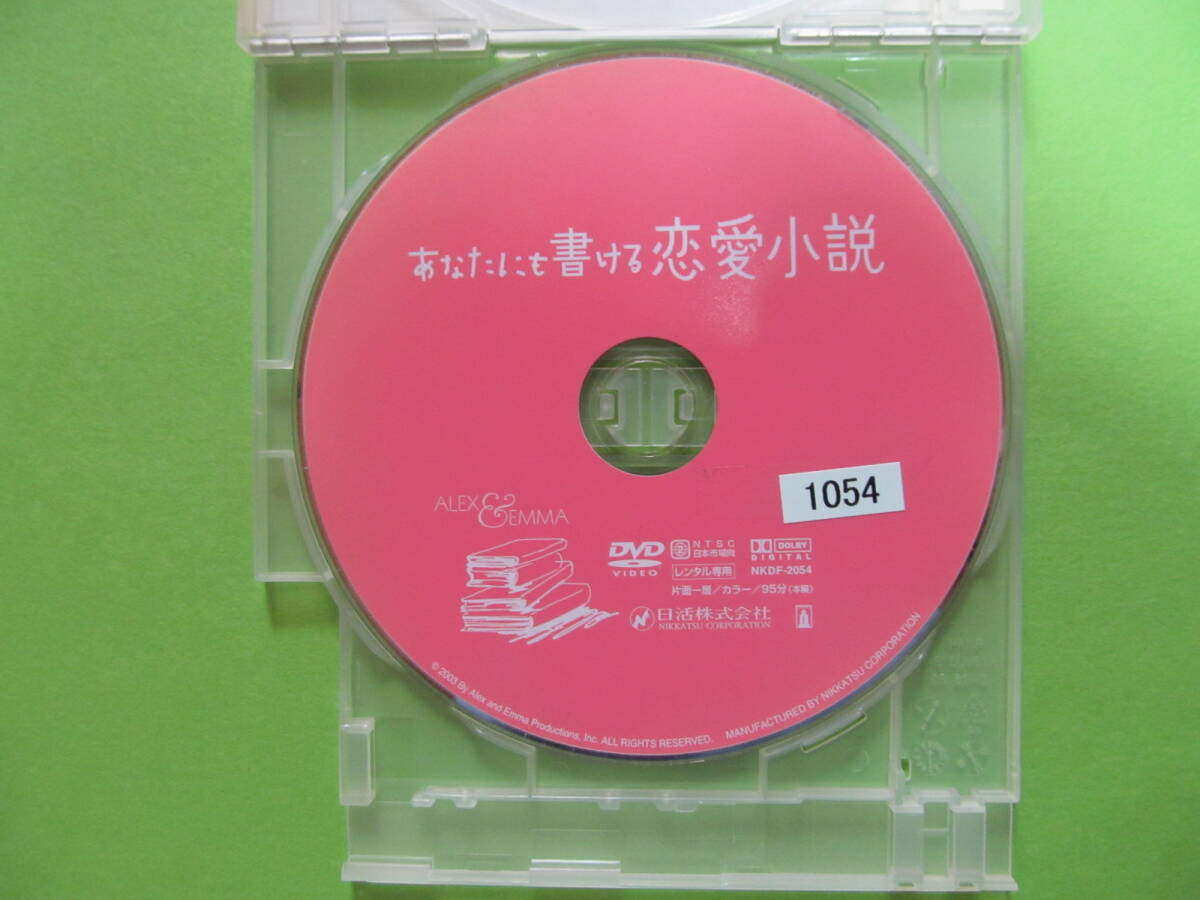 あなたにも書ける恋愛小説
1054
ALEX & EMMA
DVD VIDEO
2 NTSC 日本市場向
DOLBY DIGITAL
レンタル専用
NKDF-2054
片面一層/カラー/95分(本編)
日活株式会社
NIKKATSU CORPORATION
© 2003 By Alex and Emma Productions, Inc. ALL RIGHTS RESERVED. MANUFACTURED BY NIKKATSU CORPORATION